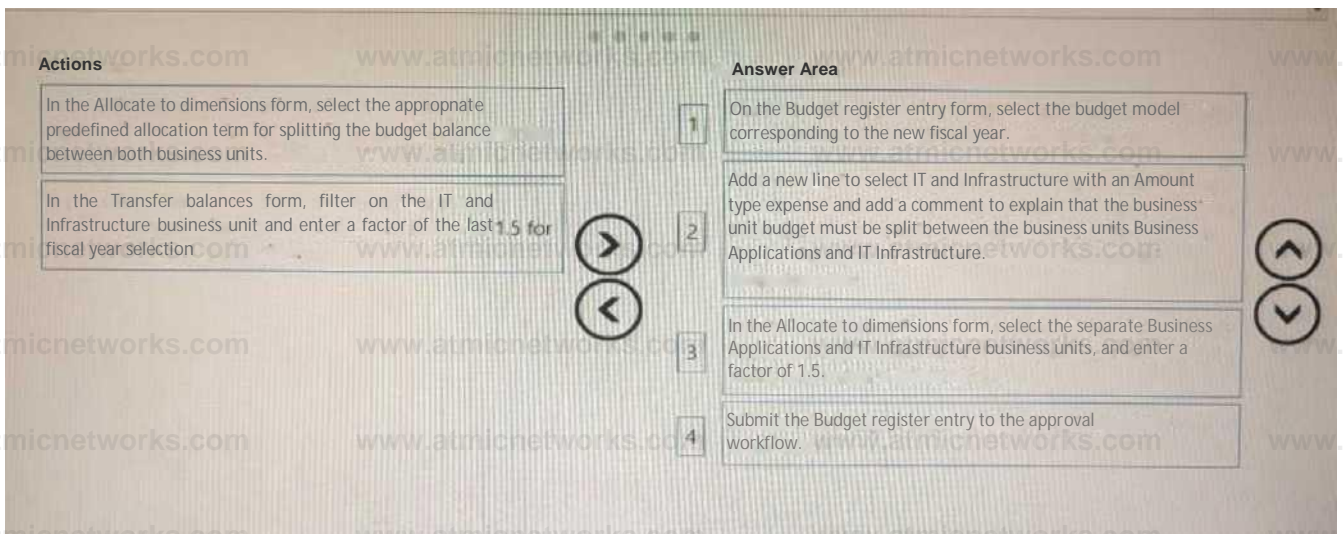 www.atmicnetworks.com
Actions
In the Allocate to dimensions form, select the appropnate
predefined allocation term for splitting the budget balance
between both business units.
In the Transfer balances form, filter on the IT and
Infrastructure business unit and enter a factor of the last 1.5 for
fiscal year selection
Answer Area
1
On the Budget register entry form, select the budget model
corresponding to the new fiscal year.
2
Add a new line to select IT and Infrastructure with an Amount
type expense and add a comment to explain that the business
unit budget must be split between the business units Business
Applications and IT Infrastructure.
3
In the Allocate to dimensions form, select the separate Business
Applications and IT Infrastructure business units, and enter a
factor of 1.5.
4
Submit the Budget register entry to the approval
workflow.